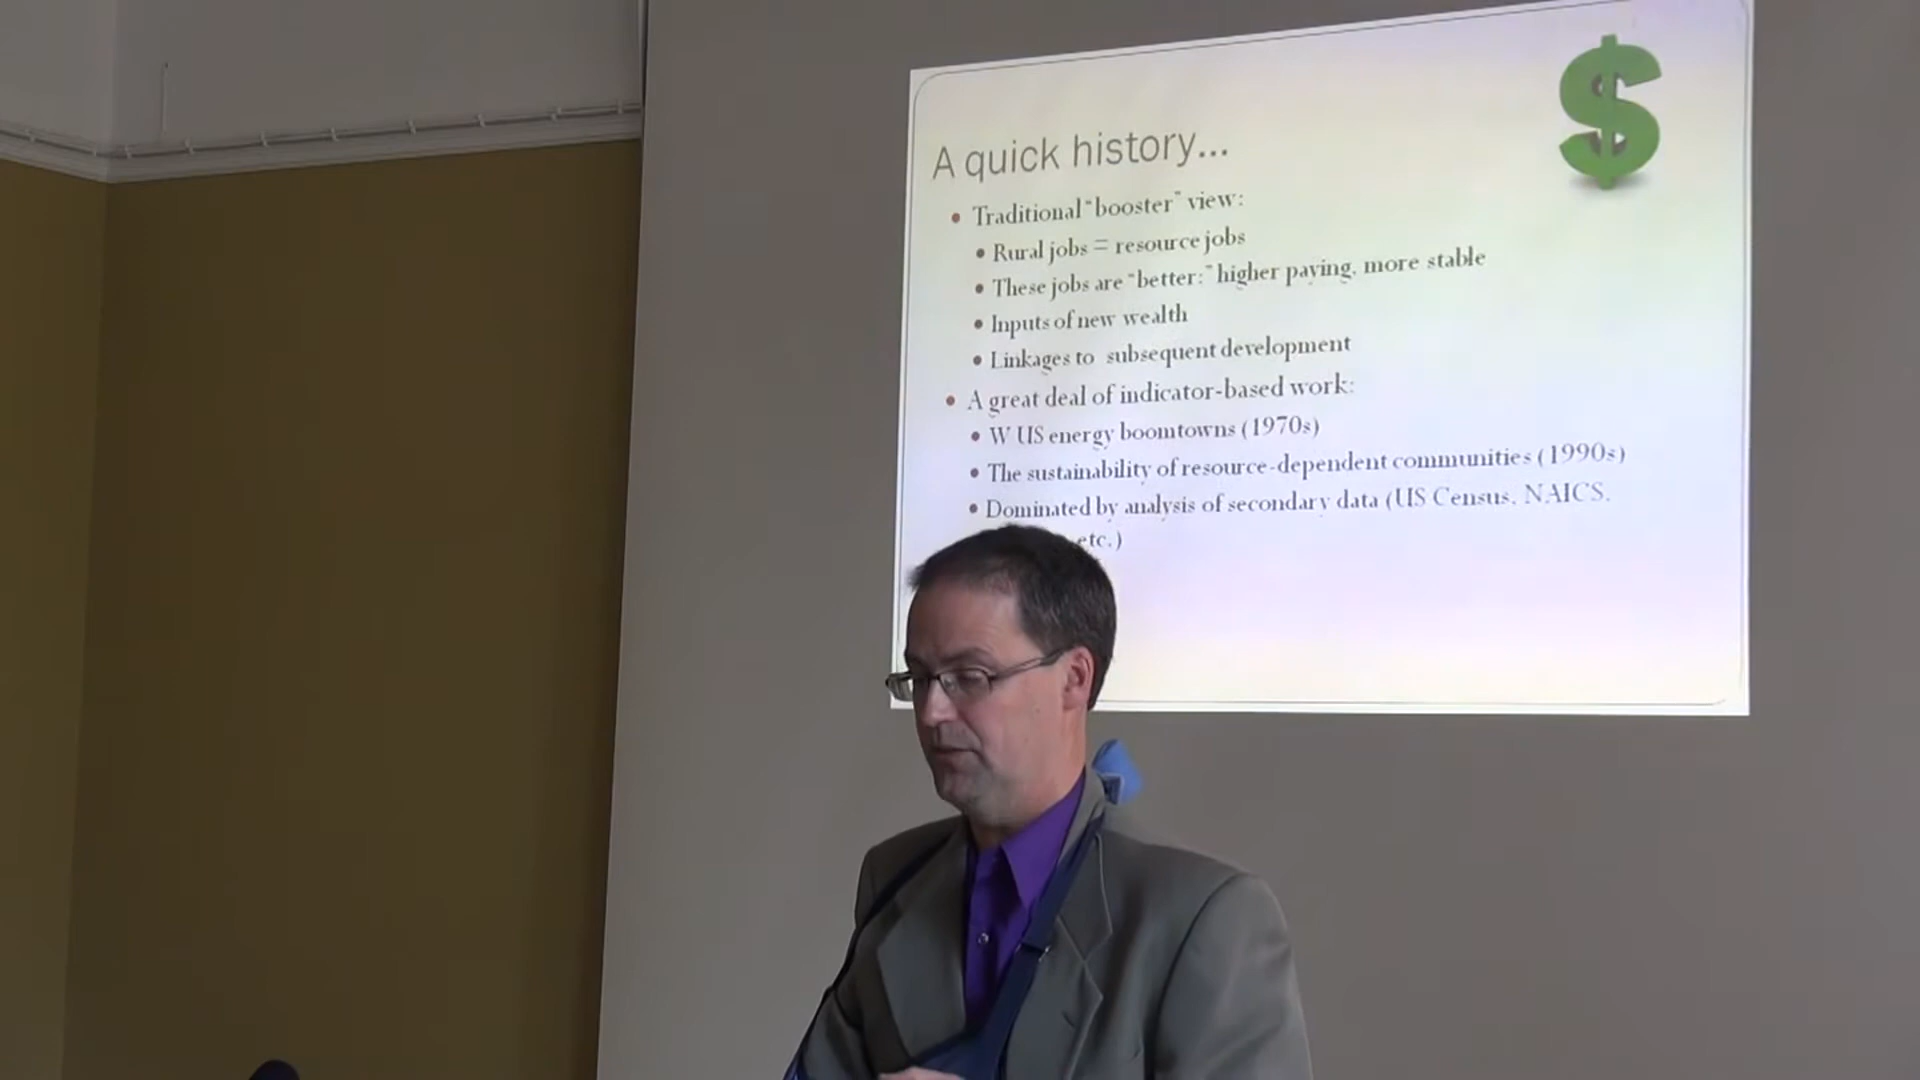 $
A quick history...
• Traditional "booster" view:
• Rural jobs = resource jobs
• These jobs are "better:" higher paying, more stable
• Inputs of new wealth
• Linkages to subsequent development
• A great deal of indicator-based work:
• W US energy boomtowns (1970s)
• The sustainability of resource-dependent communities (1990s)
• Dominated by analysis of secondary data (US Census, NAICS,
etc.)